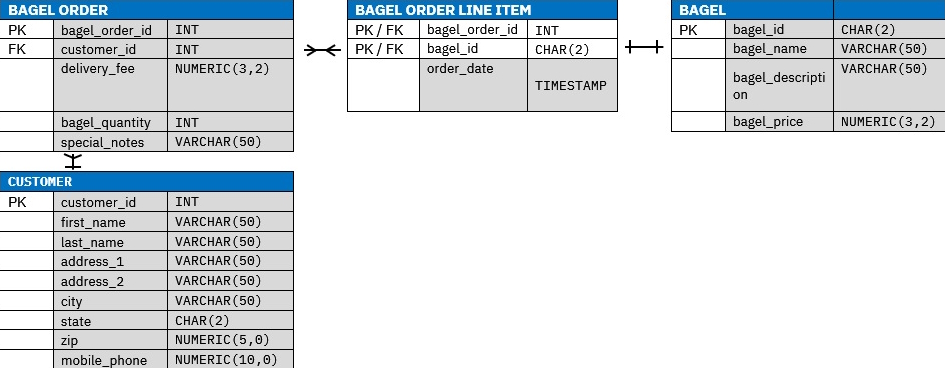 BAGEL ORDER
PK bagel_order_id INT
FK customer_id INT
delivery_fee NUMERIC(3,2)
bagel_quantity INT
special_notes VARCHAR(50)
BAGEL ORDER LINE ITEM
PK / FK bagel_order_id INT
PK / FK bagel_id CHAR(2)
order_date TIMESTAMP
BAGEL
PK bagel_id CHAR(2)
bagel_name VARCHAR(50)
bagel_descripti VARCHAR(50)
on
bagel_price NUMERIC(3,2)
CUSTOMER
PK customer_id INT
first_name VARCHAR(50)
last_name VARCHAR(50)
address_1 VARCHAR(50)
address_2 VARCHAR(50)
city VARCHAR(50)
state CHAR(2)
zip NUMERIC(5,0)
mobile_phone NUMERIC(10,0)